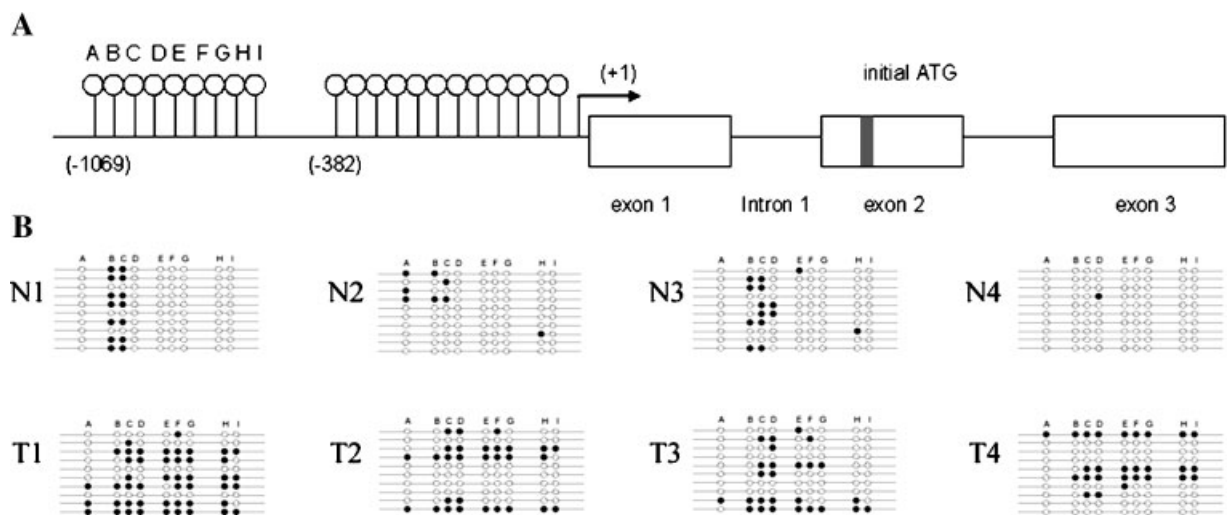 A
A B C D E F G H I
(+1)
initial ATG
(-1069)
(-382)
exon 1
Intron 1
exon 2
exon 3
B
N1
A B C D E F G H I
N2
A B C D E F G H I
N3
A B C D E F G H I
N4
A B C D E F G H I
T1
A B C D E F G H I
T2
A B C D E F G H I
T3
A B C D E F G H I
T4
A B C D E F G H I